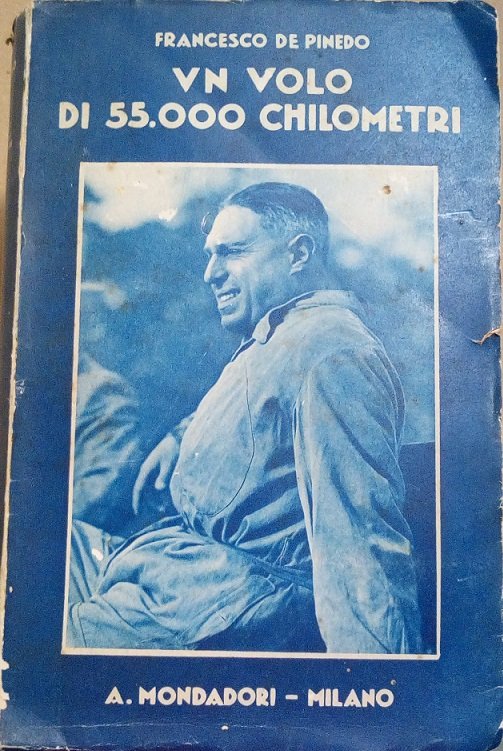 FRANCESCO DE PINEDO
VN VOLO
DI 55.000 CHILOMETRI
A. MONDADORI - MILANO